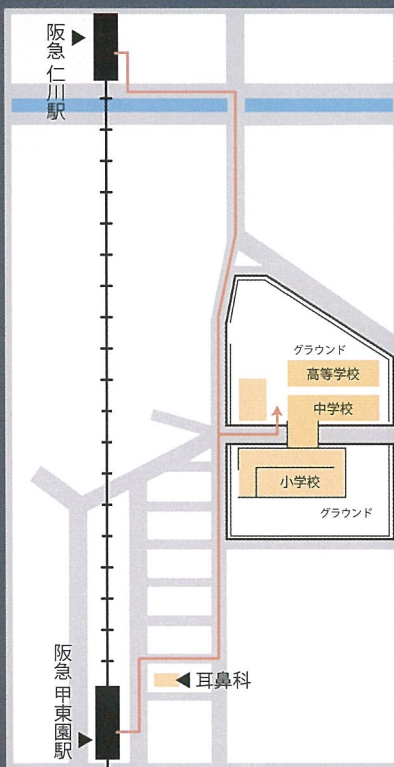 阪急 仁川駅
グラウンド
高等学校
中学校
小学校
グラウンド
阪急 甲東園駅
耳鼻科